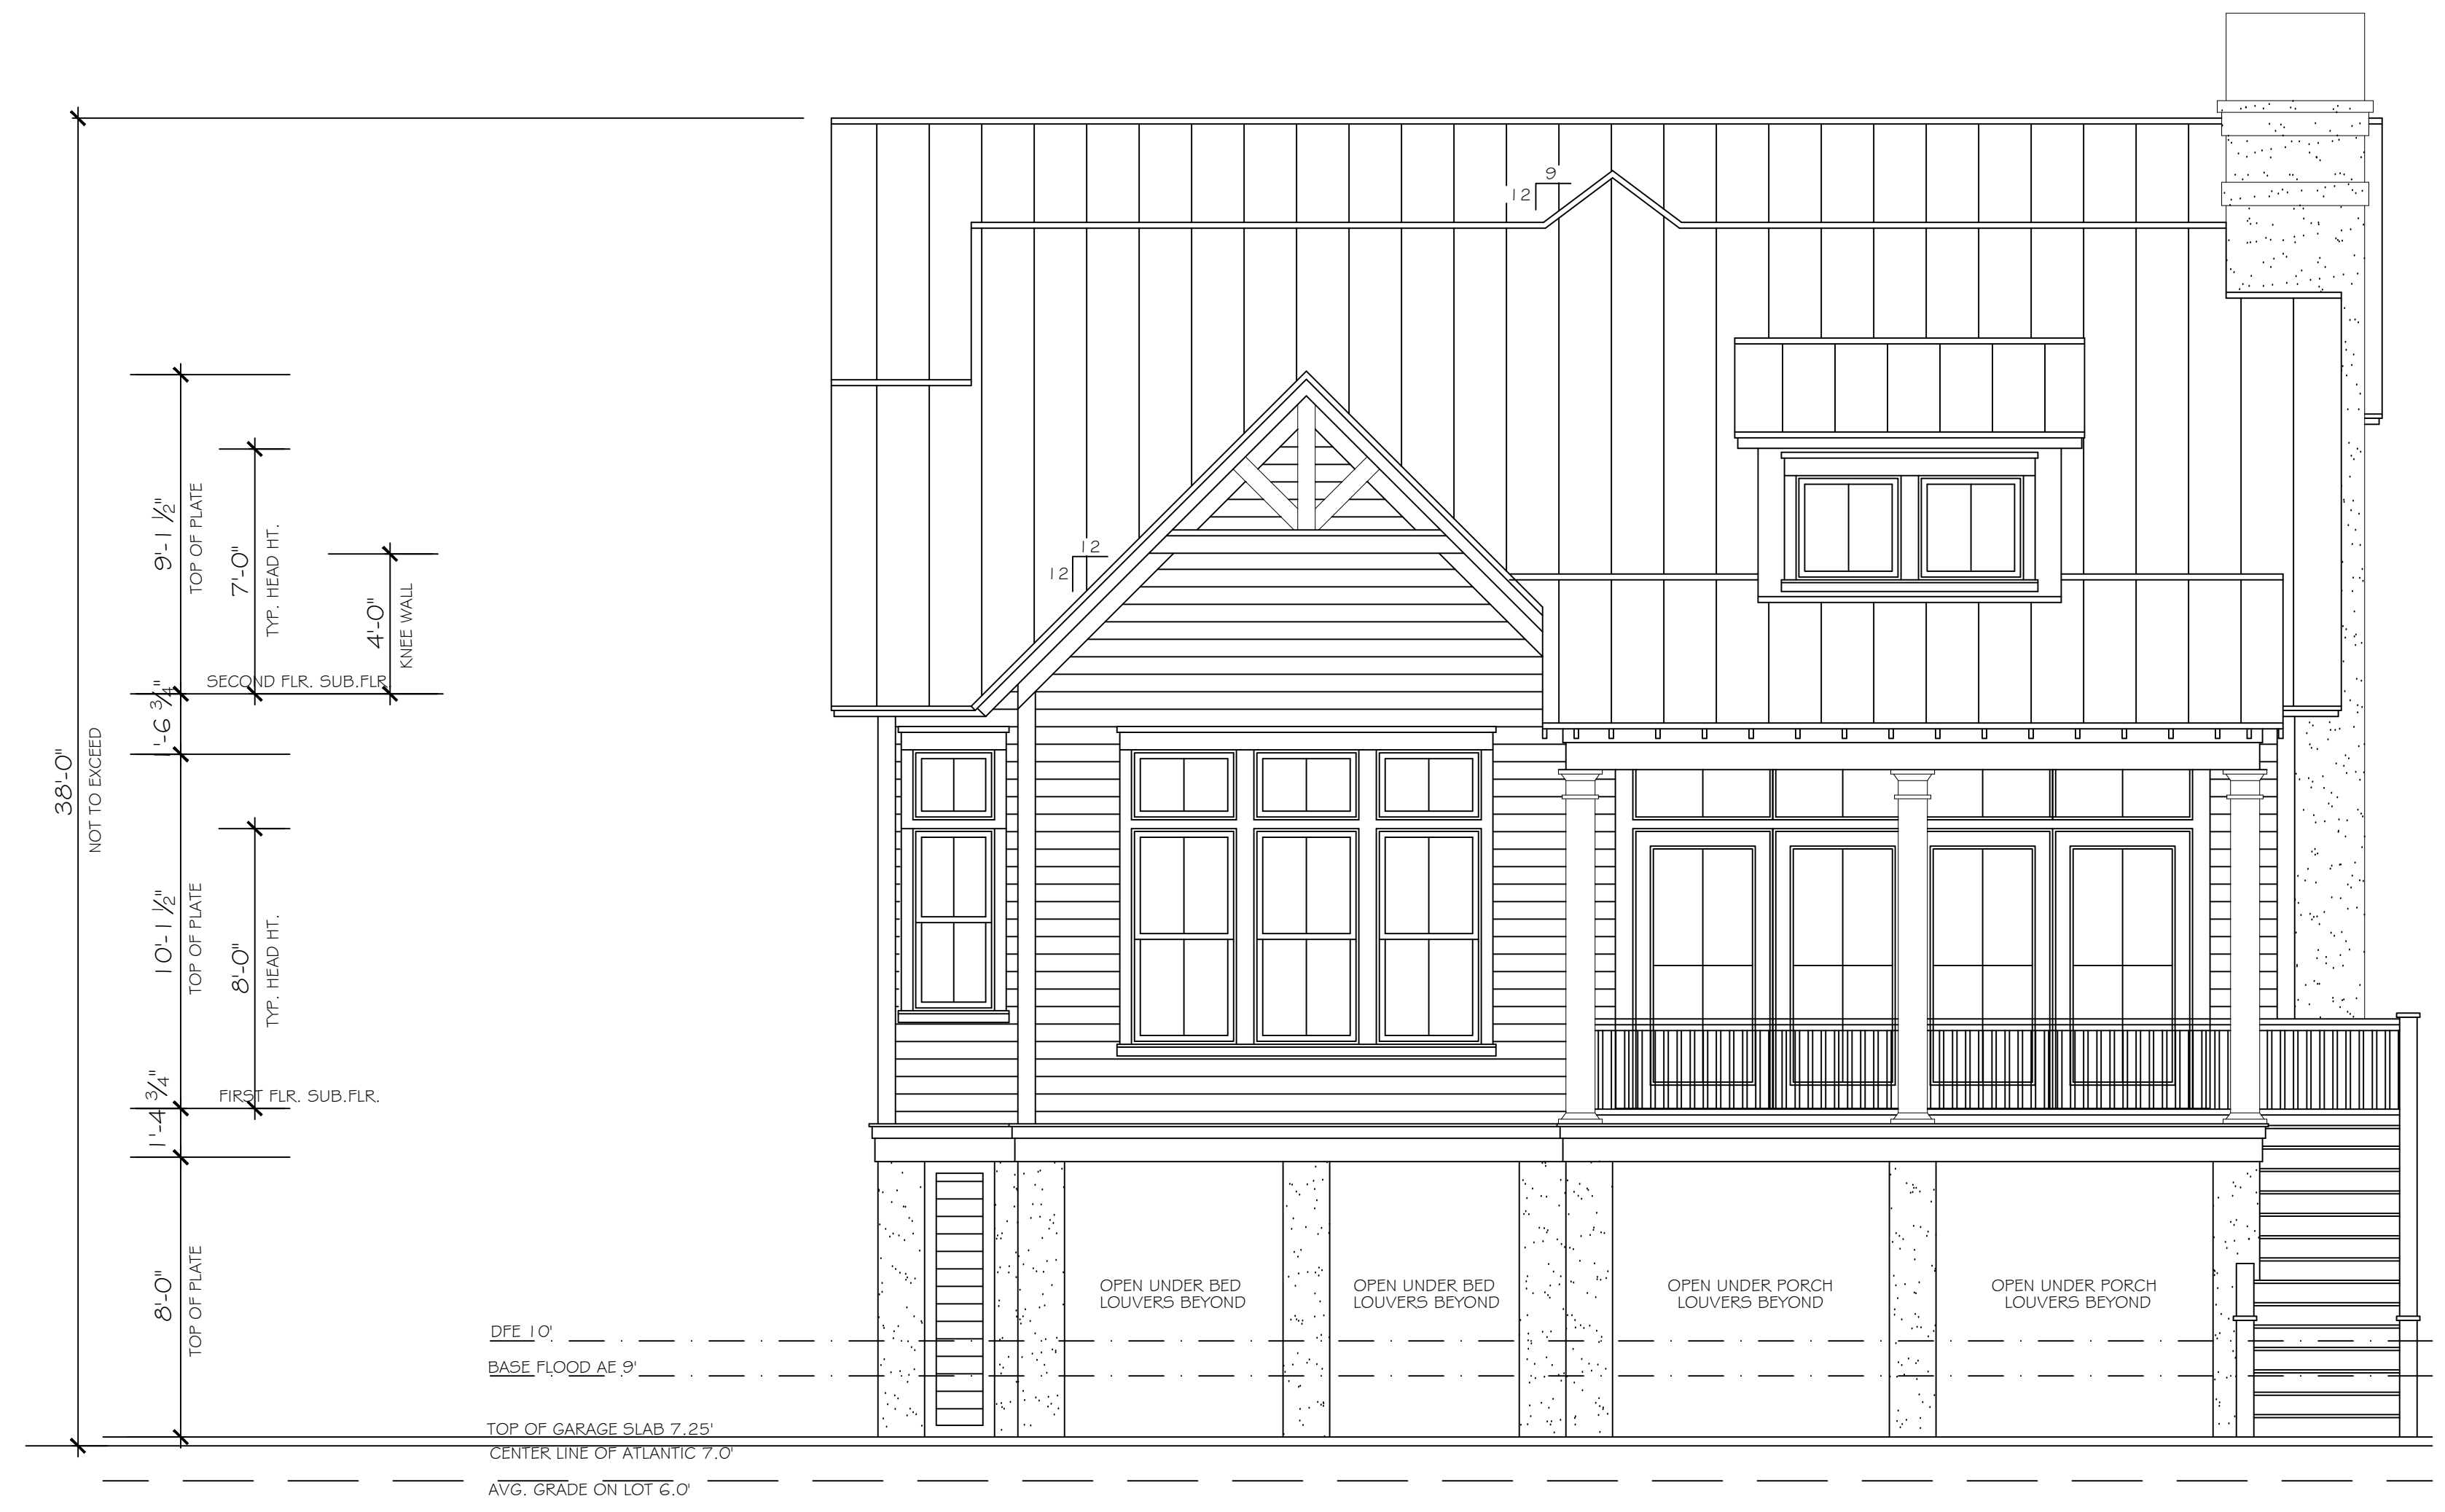 9
12
12
12
38'-0"
NOT TO EXCEED
9'-1 1/2"
TOP OF PLATE
7'-0"
TYP. HEAD HT.
4'-0"
KNEE WALL
SECOND FLR. SUB.FLR.
1'-6 3/4"
10'-1 1/2"
TOP OF PLATE
8'-0"
TYP. HEAD HT.
FIRST FLR. SUB.FLR.
1'-4 3/4"
8'-0"
TOP OF PLATE
OPEN UNDER BED
LOUVERS BEYOND
OPEN UNDER BED
LOUVERS BEYOND
OPEN UNDER PORCH
LOUVERS BEYOND
OPEN UNDER PORCH
LOUVERS BEYOND
DFE 10'
BASE FLOOD AE 9'
TOP OF GARAGE SLAB 7.25'
CENTER LINE OF ATLANTIC 7.0'
AVG. GRADE ON LOT 6.0'